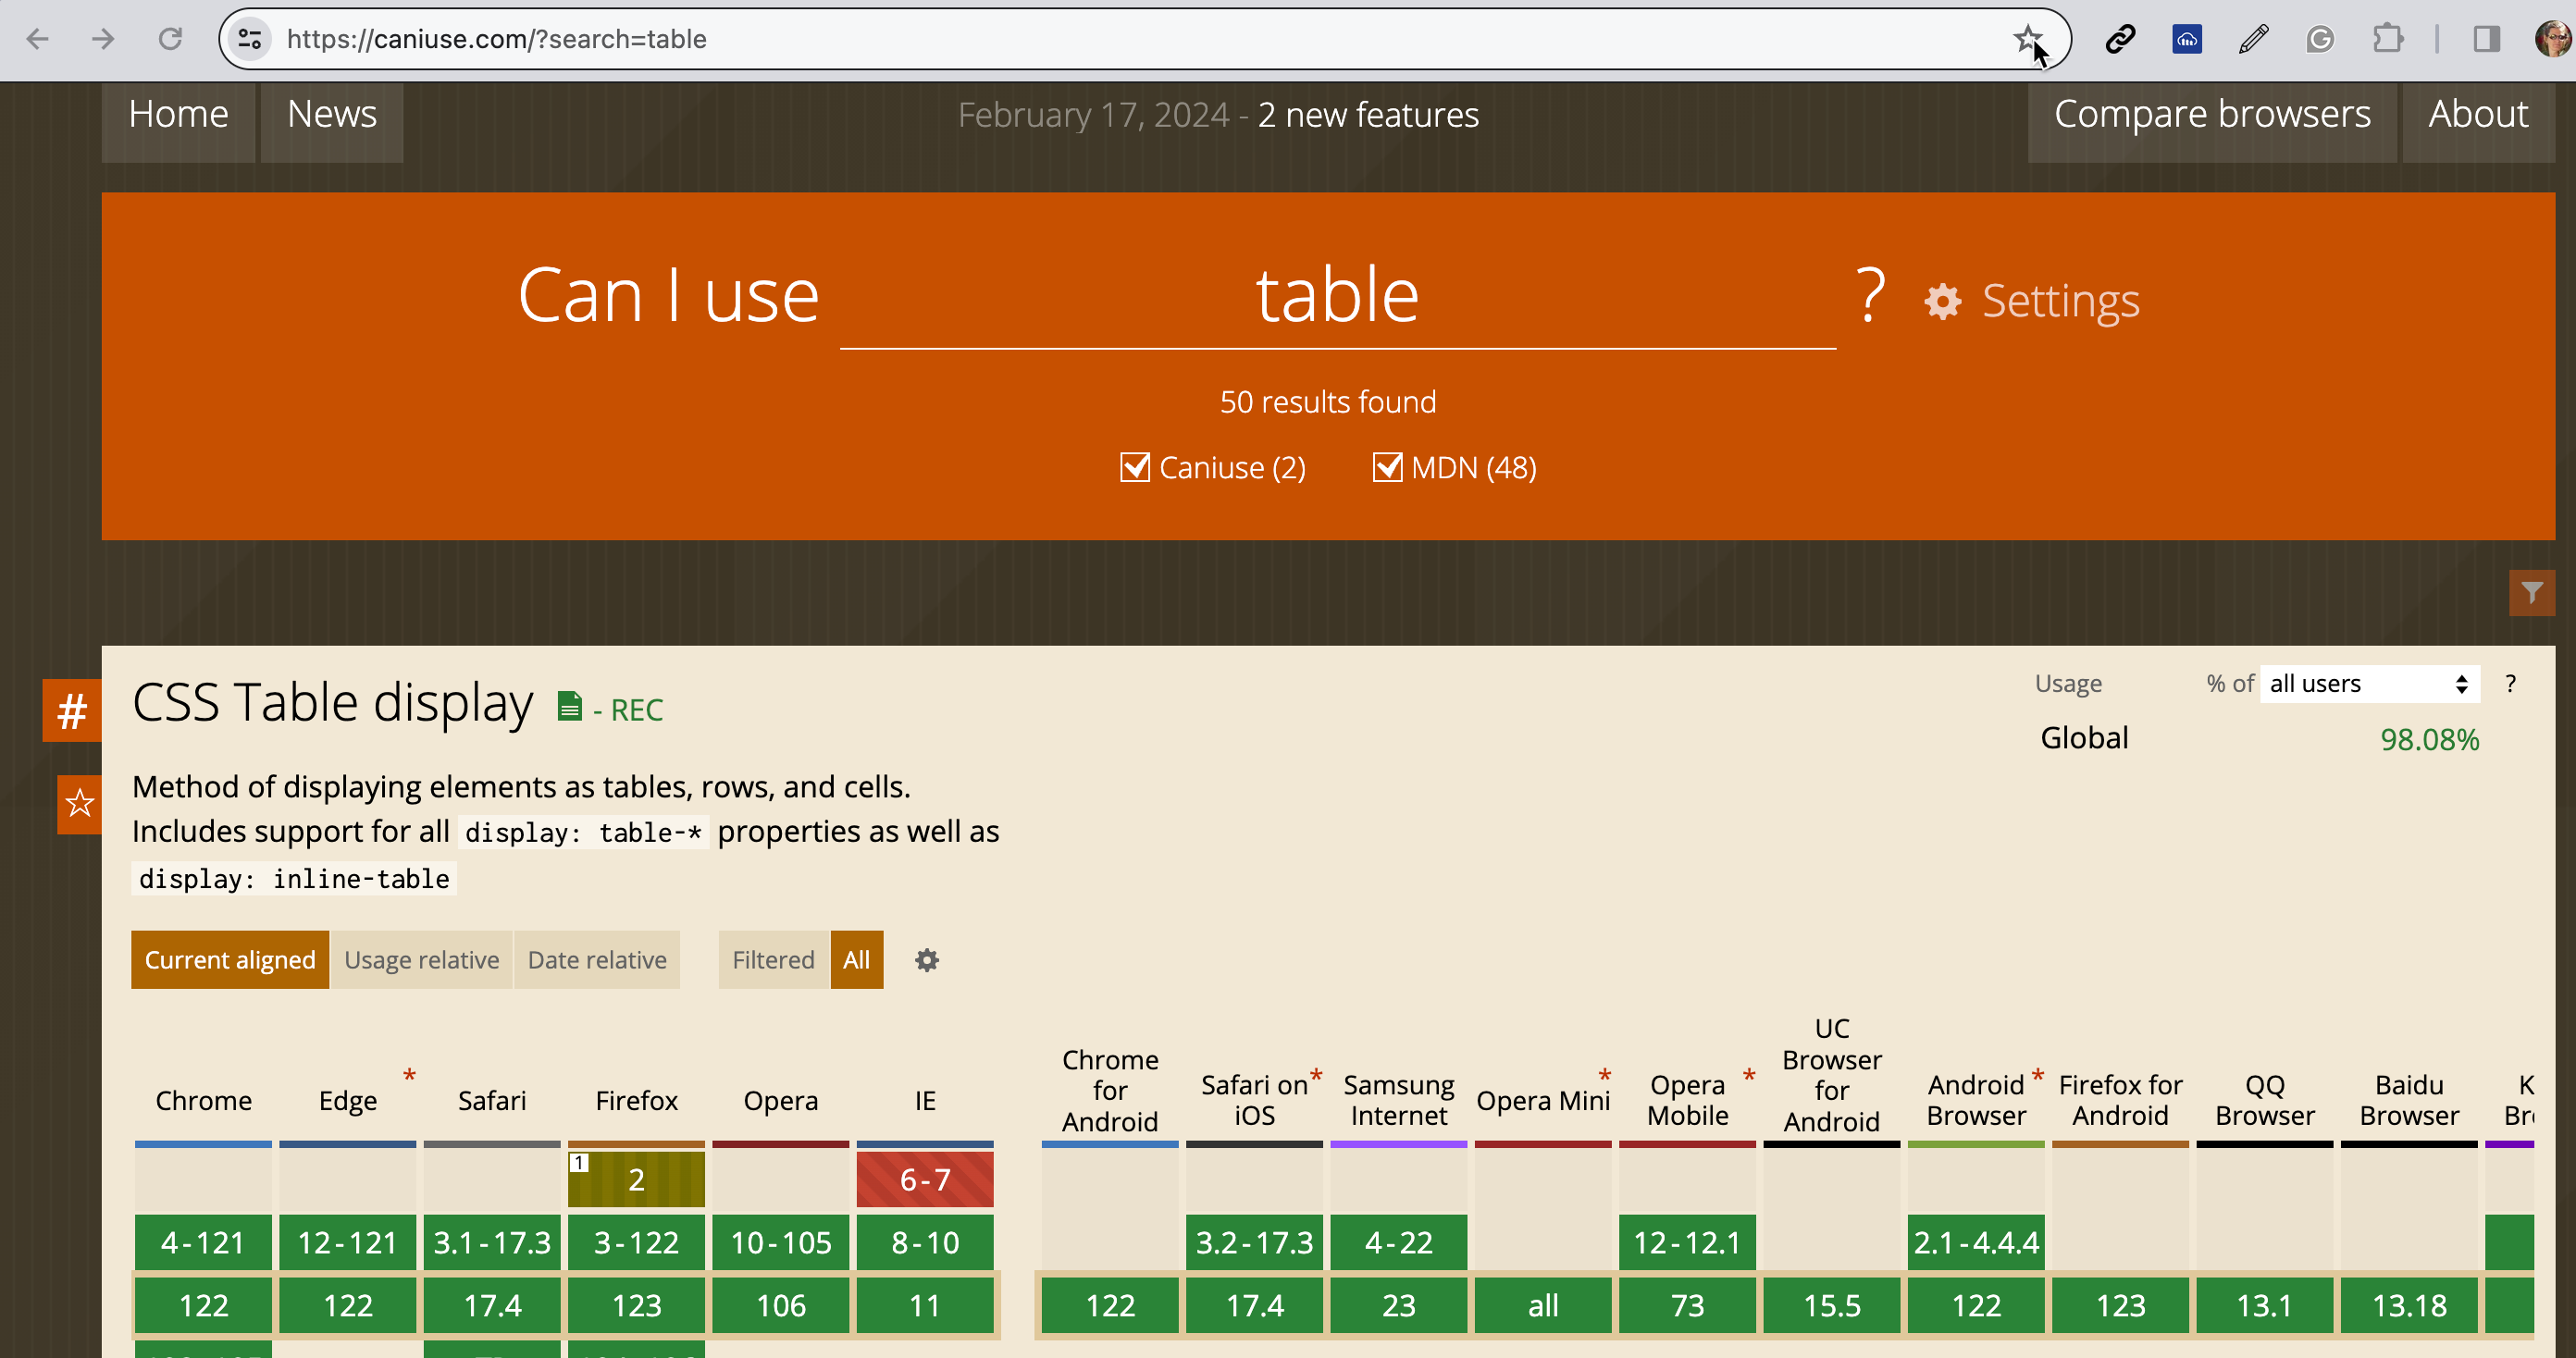 https://caniuse.com/?search=table
Home
News
February 17, 2024 - 2 new features
Compare browsers
About
Can I use table ?
Settings
50 results found
Caniuse (2)
MDN (48)
#
CSS Table display - REC
Usage
% of all users ?
Global
98.08%
Method of displaying elements as tables, rows, and cells.
Includes support for all display: table-* properties as well as
display: inline-table
Current aligned
Usage relative
Date relative
Filtered
All
Chrome
Edge *
Safari
Firefox
Opera
IE
Chrome
for
Android
Safari on *
iOS
Samsung
Internet
Opera Mini *
Opera *
Mobile
UC
Browser
for
Android
Android *
Browser
Firefox for
Android
QQ
Browser
Baidu
Browser
1 2 6-7
4-121 12-121 3.1-17.3 3-122 10-105 8-10 3.2-17.3 4-22 12-12.1 2.1-4.4.4
122 122 17.4 123 106 11 122 17.4 23 all 73 15.5 122 123 13.1 13.18